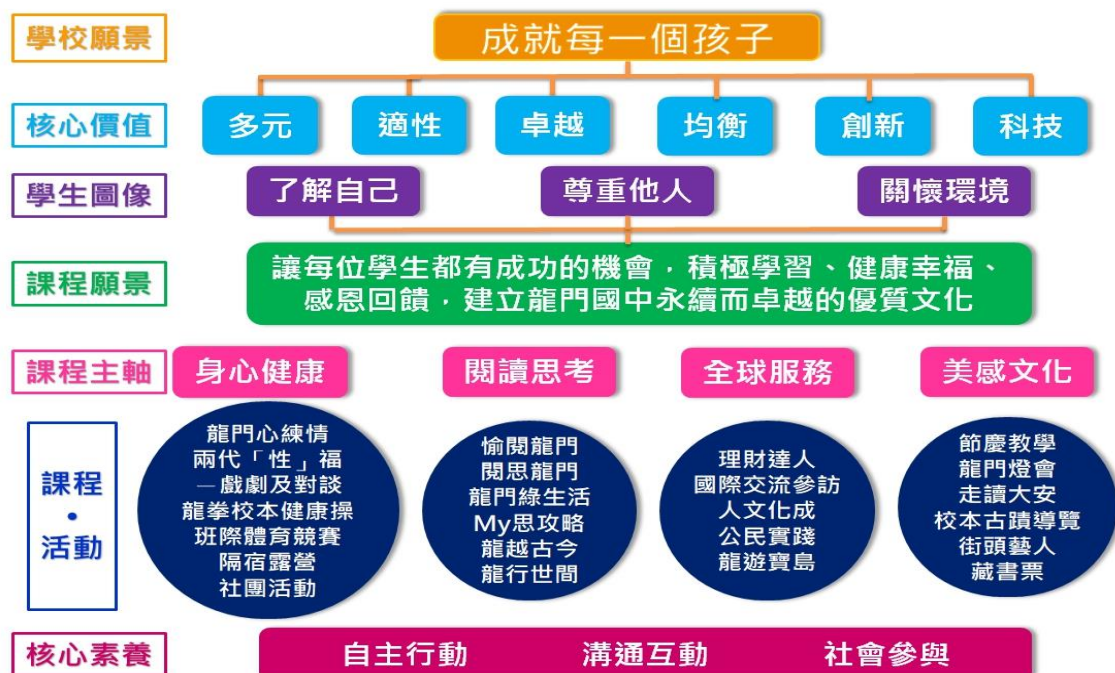 學校願景
成就每一個孩子
核心價值
多元
適性
卓越
均衡
創新
科技
學生圖像
了解自己
尊重他人
關懷環境
課程願景
讓每位學生都有成功的機會，積極學習、健康幸福、
感恩回饋，建立龍門國中永續而卓越的優質文化
課程主軸
身心健康
閱讀思考
全球服務
美感文化
課程
・
活動
龍門心練情
兩代「性」福
－戲劇及對談
龍拳校本健康操
班際體育競賽
隔宿露營
社團活動
愉閱龍門
閱思龍門
龍門綠生活
My思攻略
龍越古今
龍行世間
理財達人
國際交流參訪
人文化成
公民實踐
龍遊寶島
節慶教學
龍門燈會
走讀大安
校本古蹟導覽
街頭藝人
藏書票
核心素養
自主行動
溝通互動
社會參與